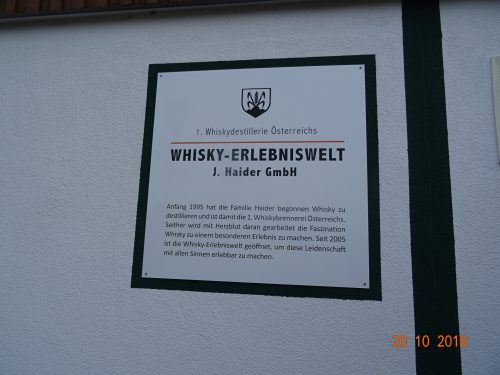 1. Whiskydestillerie Österreichs
WHISKY-ERLEBNISWELT
J. Haider GmbH
Anfang 1995 hat die Familie Haider begonnen Whisky zu
destillieren und ist damit die 1. Whiskybrennerei Österreichs.
Seither wird mit Herzblut daran gearbeitet die Faszination
Whisky zu einem besonderen Erlebnis zu machen. Seit 2005
ist die Whisky-Erlebniswelt geöffnet, um diese Leidenschaft
mit allen Sinnen erlebbar zu machen.
20 10 2018